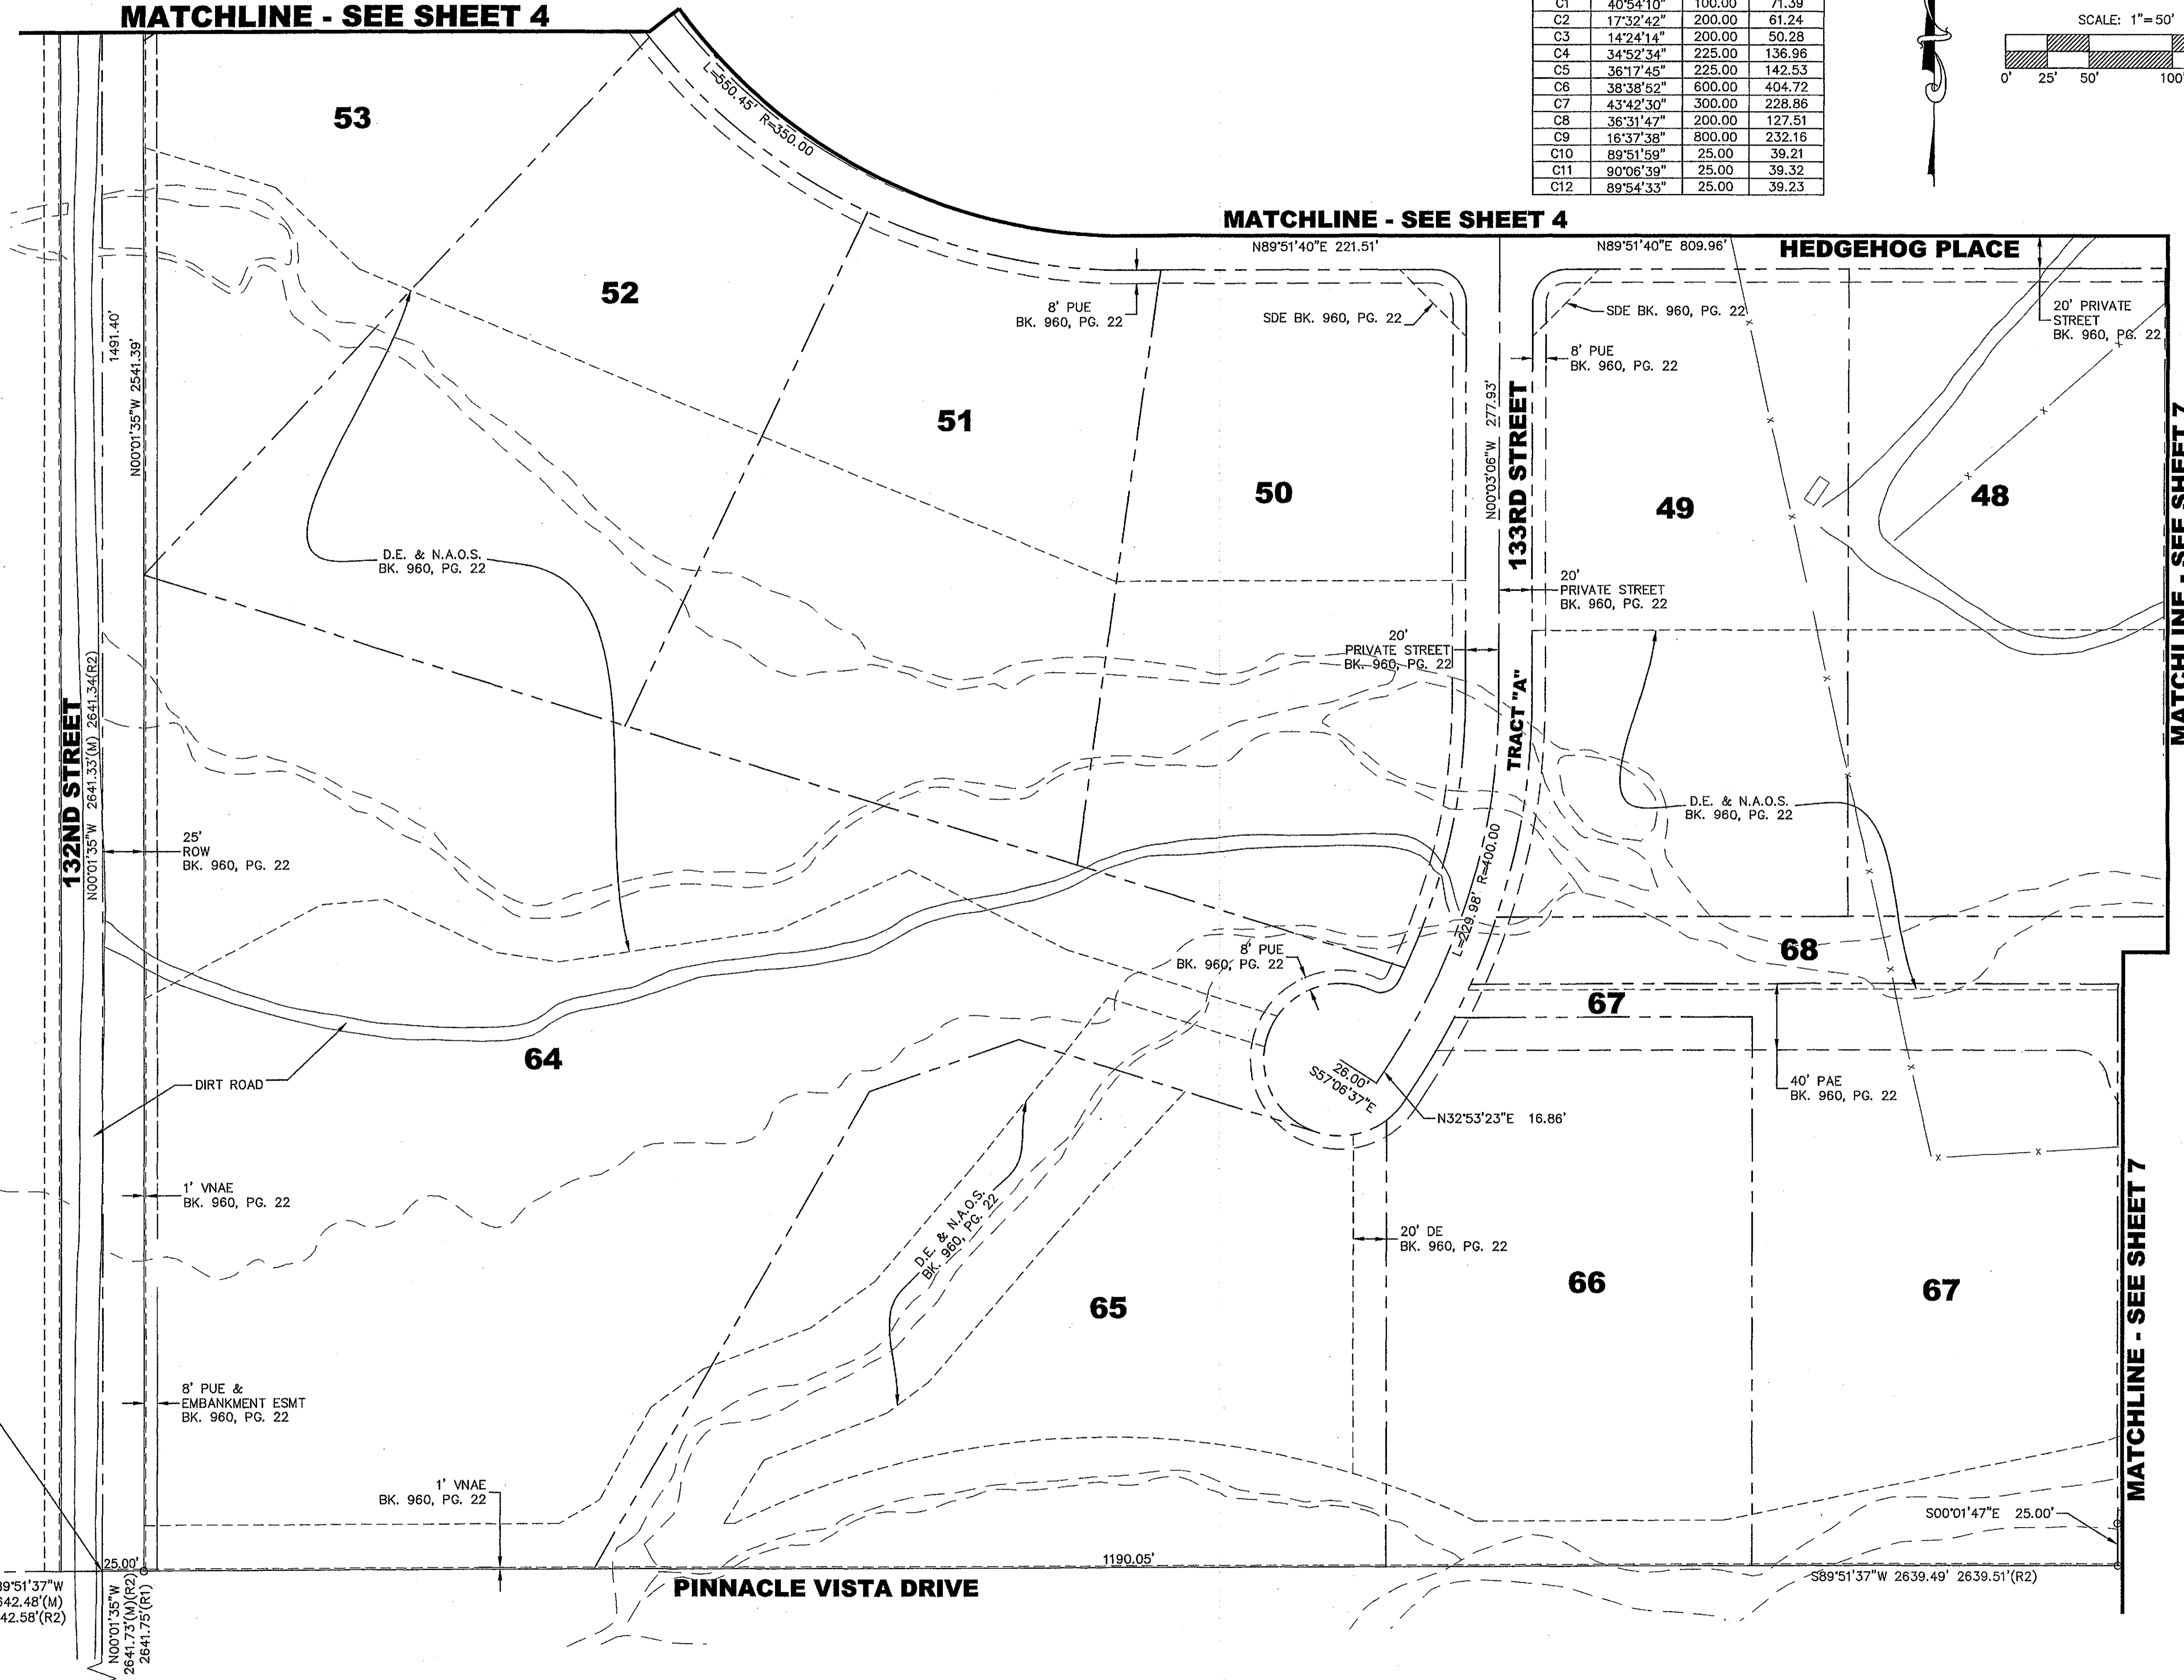 MATCHLINE - SEE SHEET 4
C1 40°54'10" 100.00 71.39
C2 17°32'42" 200.00 61.24
C3 14°24'14" 200.00 50.28
C4 34°52'34" 225.00 136.96
C5 36°17'45" 225.00 142.53
C6 38°38'52" 600.00 404.72
C7 43°42'30" 300.00 228.86
C8 36°31'47" 200.00 127.51
C9 16°37'38" 800.00 232.16
C10 89°51'59" 25.00 39.21
C11 90°06'39" 25.00 39.32
C12 89°54'33" 25.00 39.23
SCALE: 1"=50'
0' 25' 50' 100'
53
L=550.45' R=350.00
MATCHLINE - SEE SHEET 4
N89°51'40"E 221.51'
N89°51'40"E 809.96'
HEDGEHOG PLACE
52
8' PUE
BK. 960, PG. 22
SDE BK. 960, PG. 22
SDE BK. 960, PG. 22
20' PRIVATE
STREET
BK. 960, PG. 22
8' PUE
BK. 960, PG. 22
1491.40'
N00°01'35"W 2541.39'
51
50
N00°03'06"W 277.93'
133RD STREET
49
48
MATCHLINE - SEE SHEET 7
D.E. & N.A.O.S.
BK. 960, PG. 22
20'
PRIVATE STREET
BK. 960, PG. 22
20'
PRIVATE STREET
BK. 960, PG. 22
TRACT "A"
132ND STREET
N00°01'35"W 2641.33'(M) 2641.34(R2)
25'
ROW
BK. 960, PG. 22
D.E. & N.A.O.S.
BK. 960, PG. 22
L=229.98' R=400.00
8' PUE
BK. 960, PG. 22
68
67
64
DIRT ROAD
26.00'
S57°06'37"E
N32°53'23"E 16.86'
40' PAE
BK. 960, PG. 22
1' VNAE
BK. 960, PG. 22
D.E. & N.A.O.S.
BK. 960, PG. 22
20' DE
BK. 960, PG. 22
65
66
67
MATCHLINE - SEE SHEET 7
8' PUE &
EMBANKMENT ESMT
BK. 960, PG. 22
1' VNAE
BK. 960, PG. 22
S00°01'47"E 25.00'
25.00'
1190.05'
PINNACLE VISTA DRIVE
S89°51'37"W 2639.49' 2639.51'(R2)
39°51'37"W
642.48'(M)
42.58'(R2)
N00°01'35"W
2641.73'(M)(R2)
2641.75'(R1)